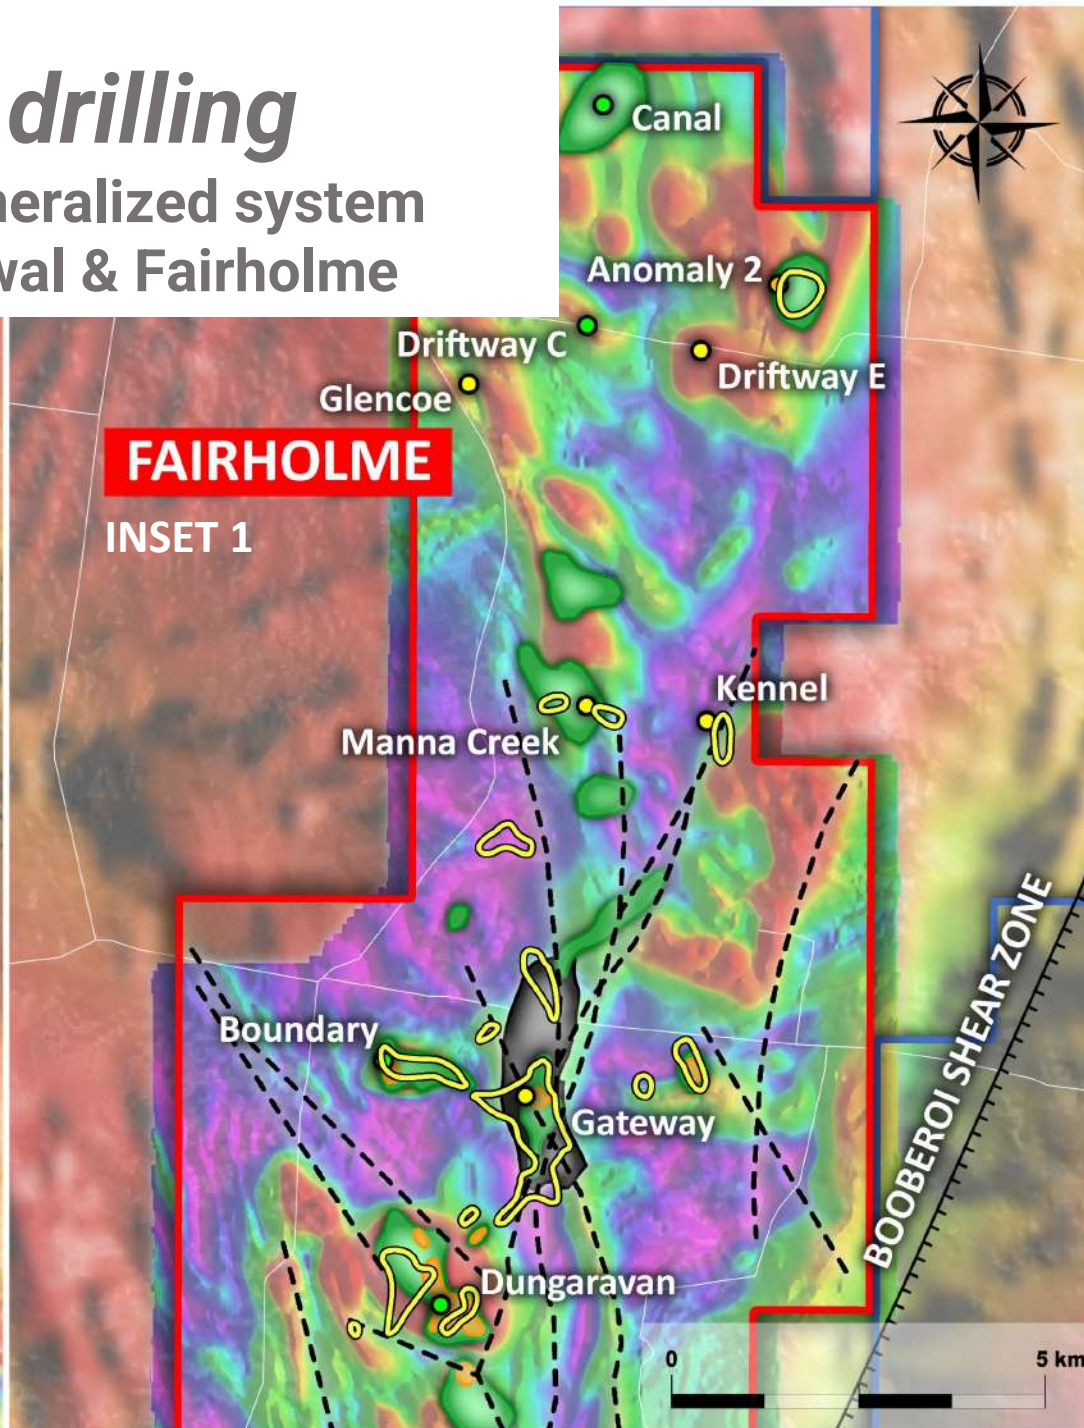 drilling
neralized system
wal & Fairholme
Canal
Anomaly 2
Driftway C
Driftway E
Glencoe
FAIRHOLME
INSET 1
Kennel
Manna Creek
Boundary
Gateway
BOOBEROI SHEAR ZONE
Dungaravan
0 5 km